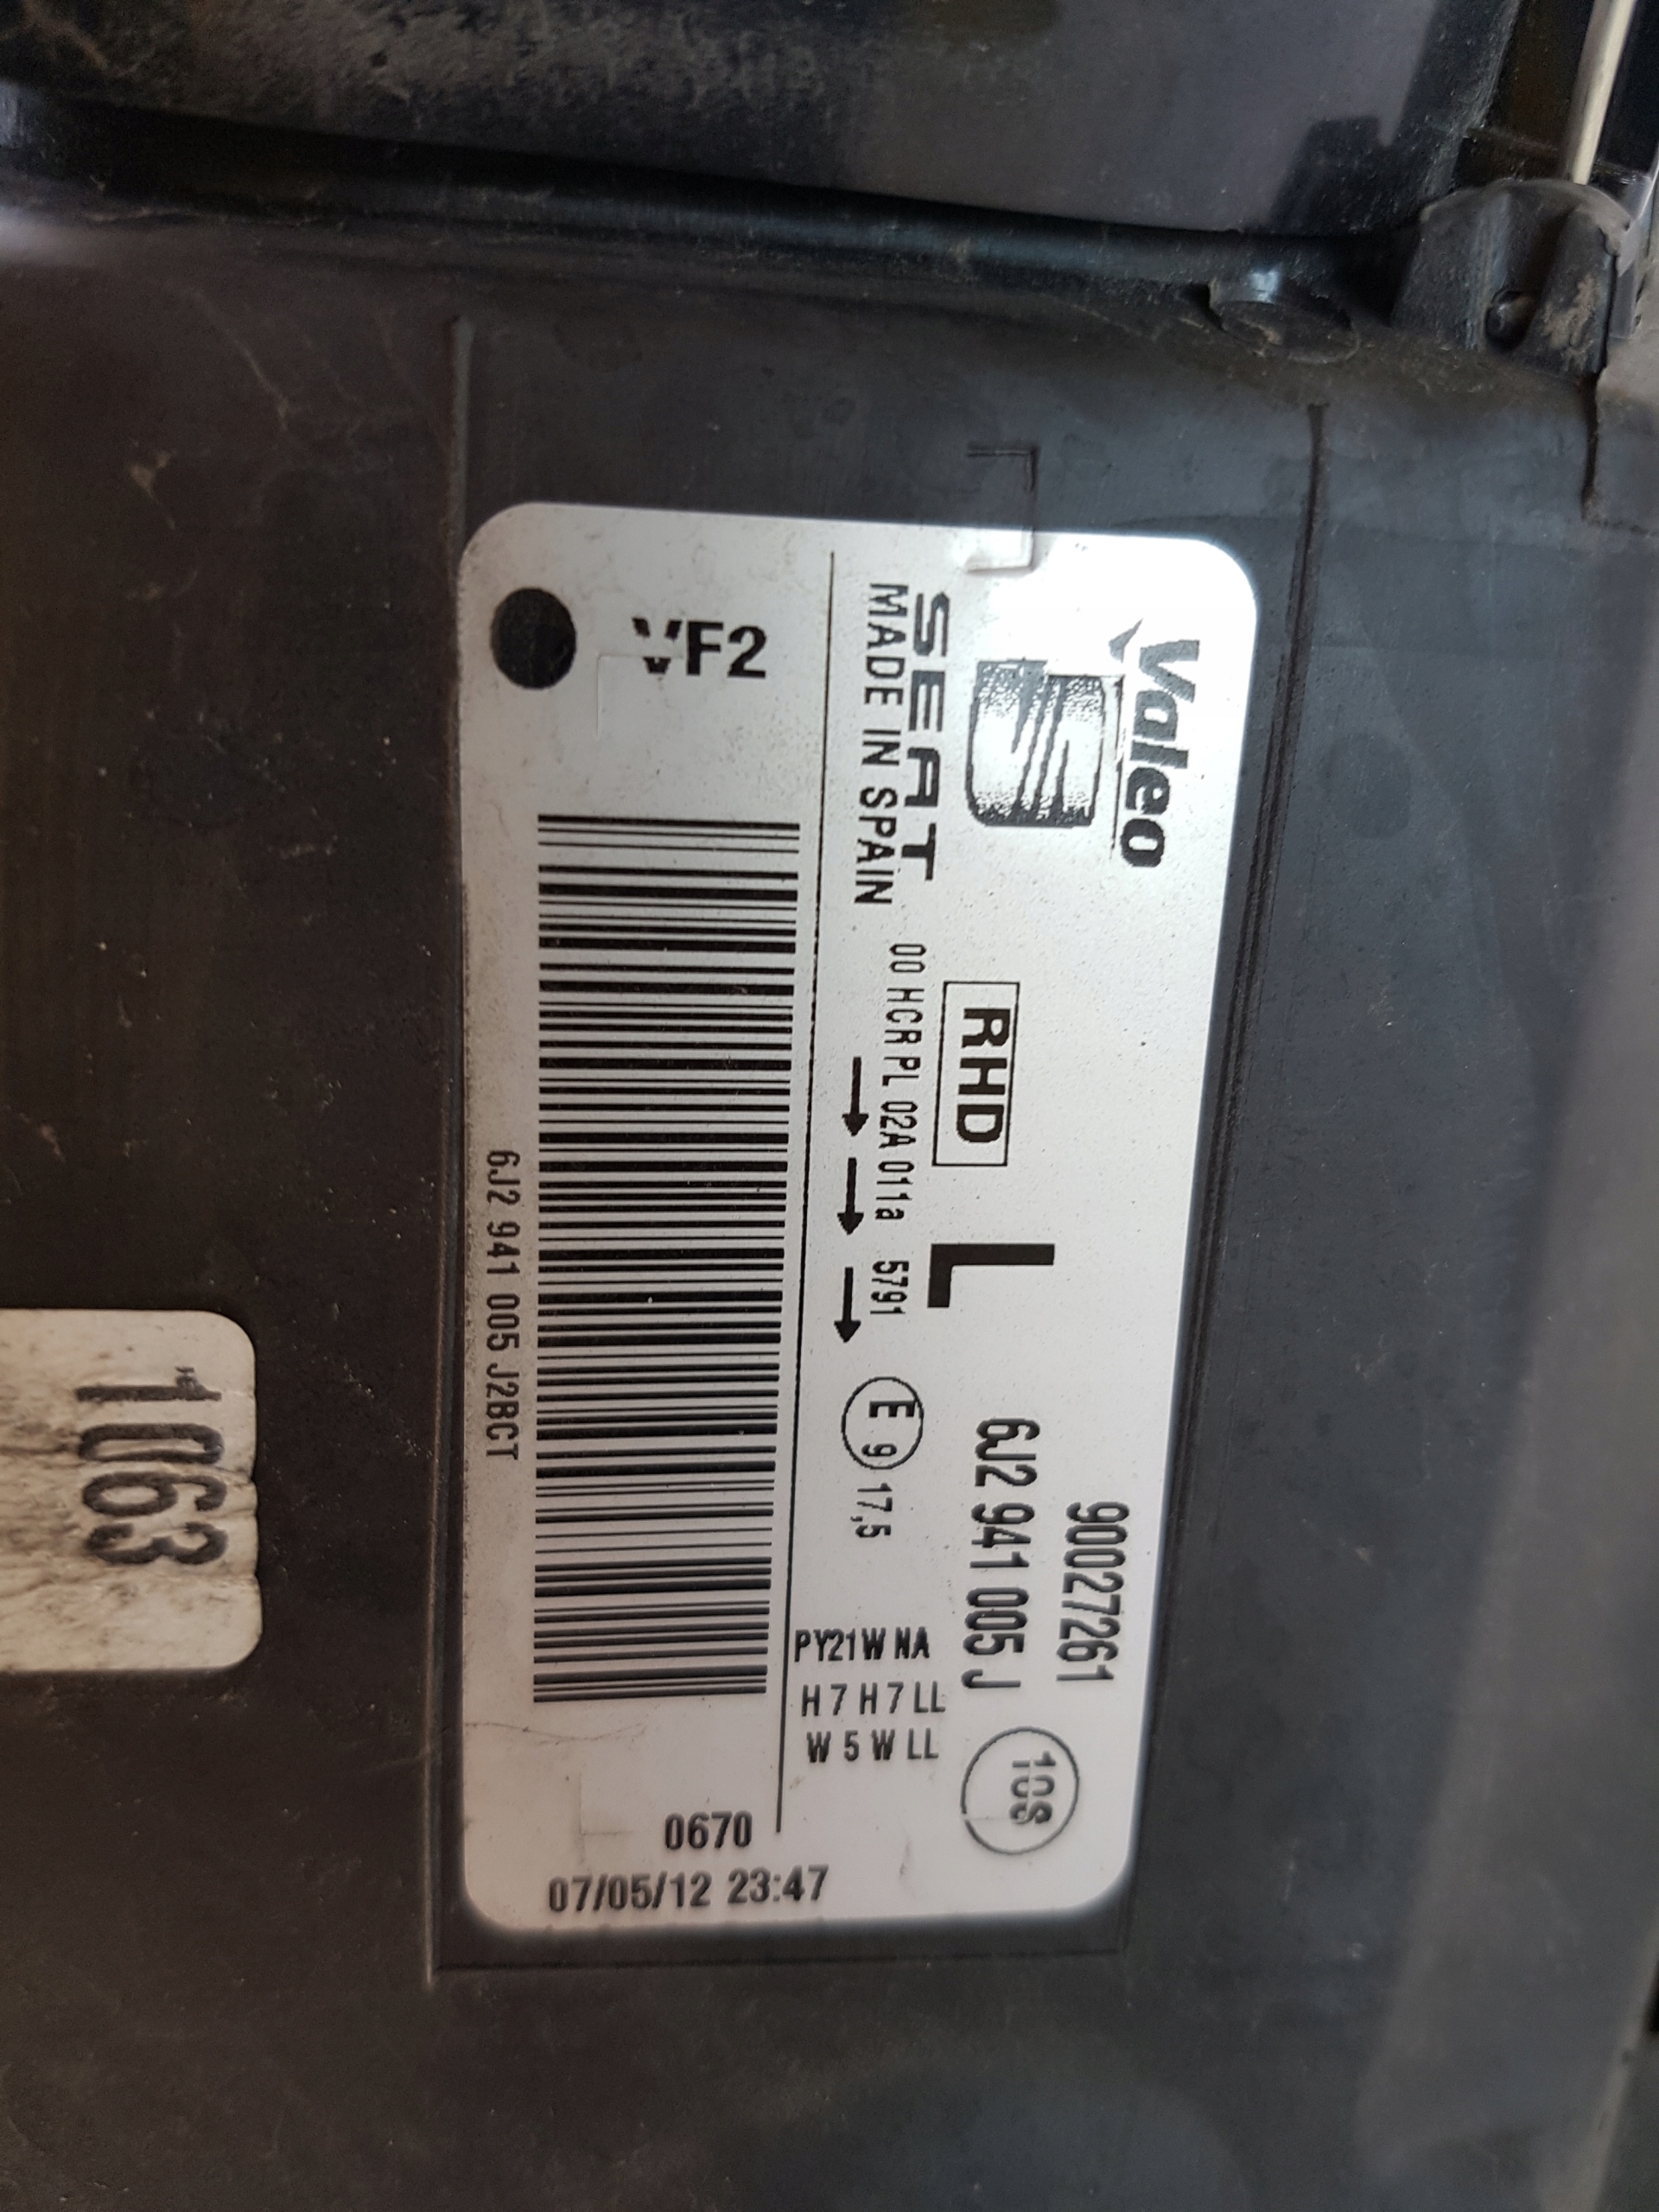 Valeo
SEAT
MADE IN SPAIN
RHD
L
90027261
6J2 941 005 J
10S
00 HCR PL 02A 011a 5791
E 9
17,5
PY21W NA
H7 H7 LL
W5W LL
VF2
6J2 941 005 J2BCT
0670
07/05/12 23:47
1063